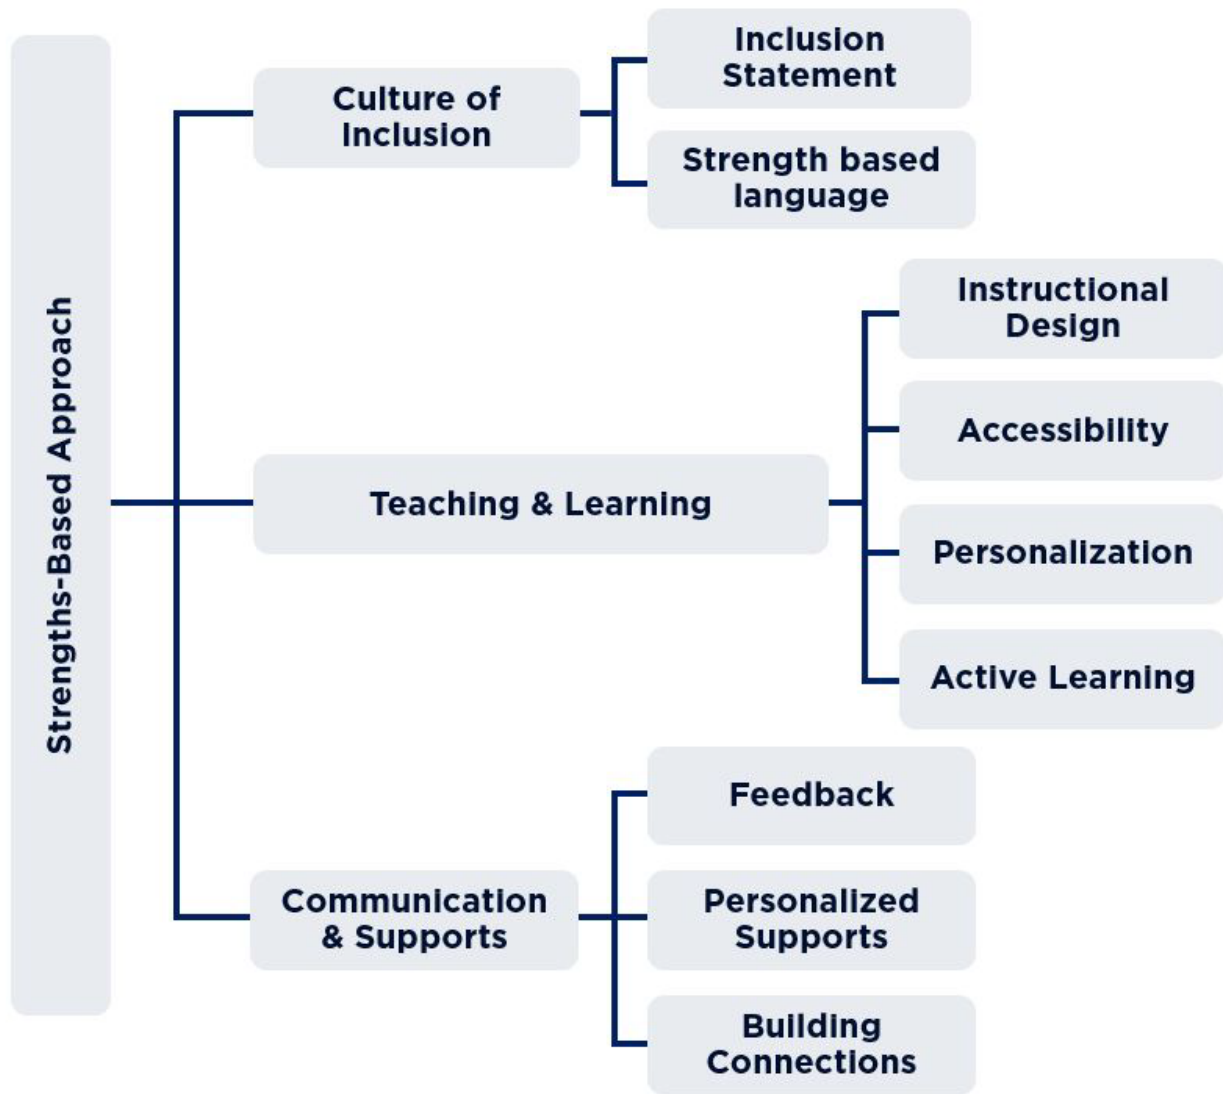 Strengths-Based Approach
Culture of
Inclusion
Inclusion
Statement
Strength based
language
Teaching & Learning
Instructional
Design
Accessibility
Personalization
Active Learning
Communication
& Supports
Feedback
Personalized
Supports
Building
Connections